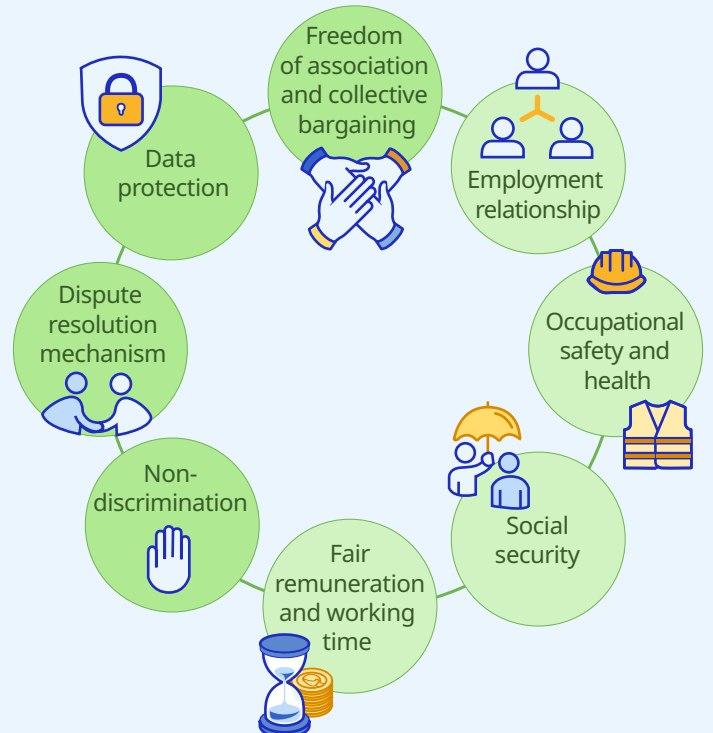 Freedom
of association
and collective
bargaining
Employment
relationship
Occupational
safety and
health
Social
security
Fair
remuneration
and working
time
Non-
discrimination
Dispute
resolution
mechanism
Data
protection